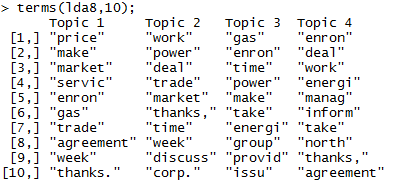 > terms(lda8,10);
Topic 1 Topic 2 Topic 3 Topic 4
[1,] "price" "work" "gas" "enron"
[2,] "make" "power" "enron" "deal"
[3,] "market" "deal" "time" "work"
[4,] "servic" "trade" "power" "energi"
[5,] "enron" "market" "make" "manag"
[6,] "gas" "thanks," "take" "inform"
[7,] "trade" "time" "energi" "take"
[8,] "agreement" "week" "group" "north"
[9,] "week" "discuss" "provid" "thanks,"
[10,] "thanks." "corp." "issu" "agreement"